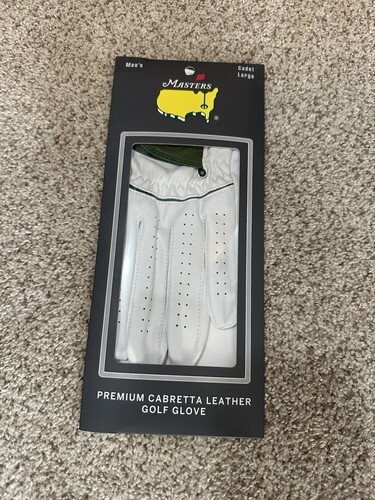 Men's
Cadet
Large
MASTERS
®
PREMIUM CABRETTA LEATHER
GOLF GLOVE